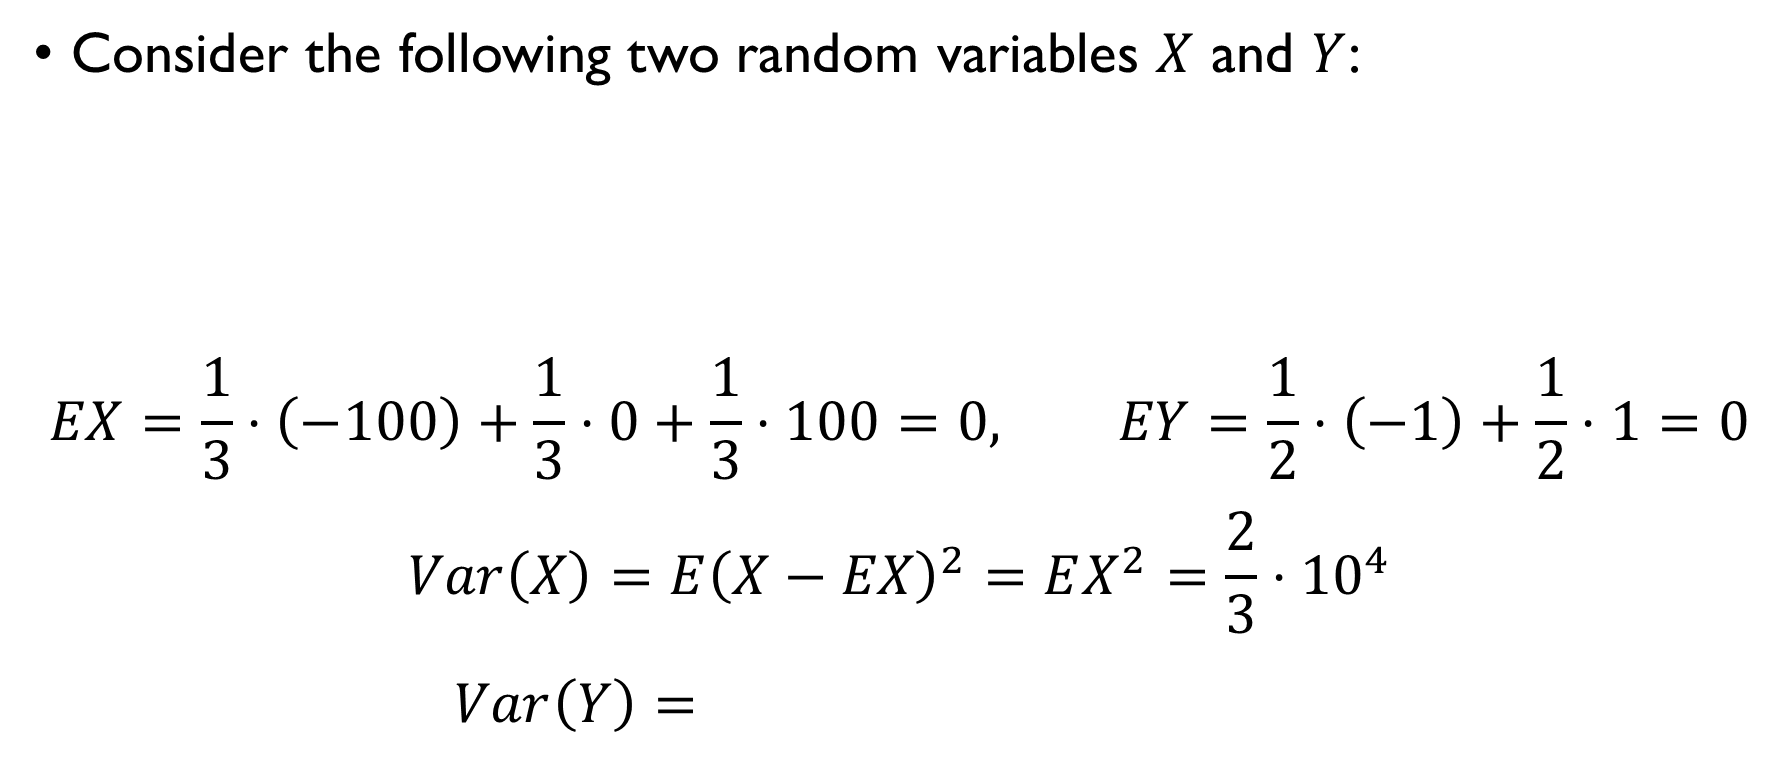 • Consider the following two random variables X and Y:
EX = 1/3 · (−100) + 1/3 · 0 + 1/3 · 100 = 0, EY = 1/2 · (−1) + 1/2 · 1 = 0
Var(X) = E(X − EX)² = EX² = 2/3 · 10⁴
Var(Y) =